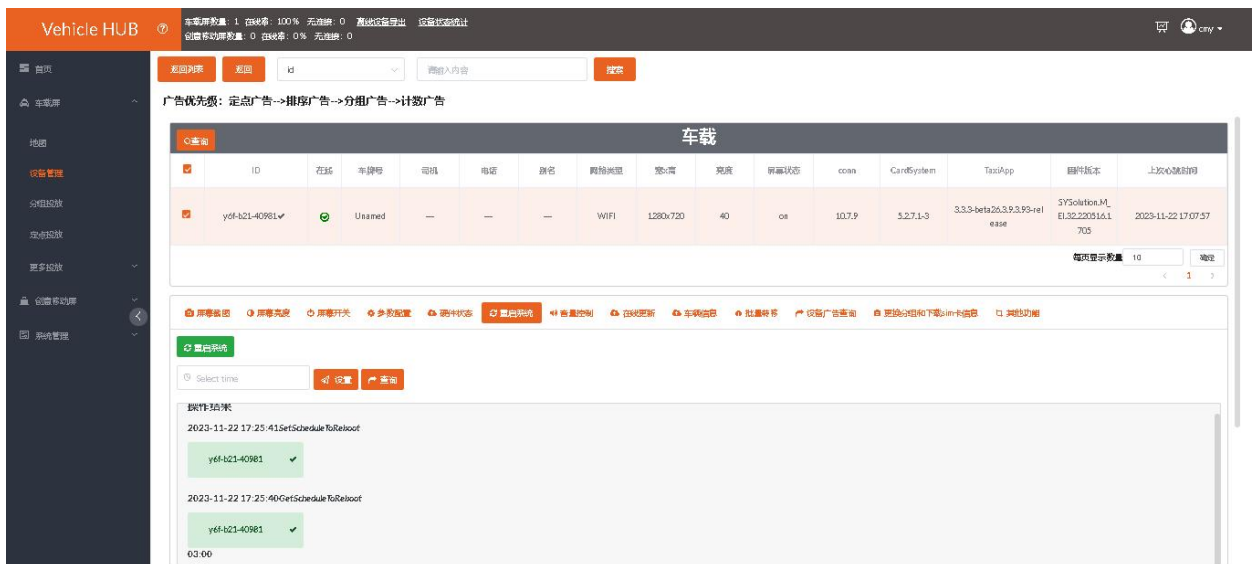 Vehicle HUB
车载屏数量: 1 在线率: 100% 无连接: 0 离线设备导出 设备状态统计
创意移动屏数量: 0 在线率: 0% 无连接: 0
cmy
首页
车载屏
地图
设备管理
分组投放
定点投放
更多投放
创意移动屏
系统管理
返回列表 返回 id 请输入内容 搜索
广告优先级：定点广告-->排序广告-->分组广告-->计数广告
查询 车载
ID 在线 车牌号 司机 电话 别名 网络类型 宽x高 亮度 屏幕状态 conn CardSystem TaxiApp 固件版本 上次心跳时间
y6f-b21-40981 Unamed — — — WIFI 1280x720 40 on 10.7.9 5.2.7.1-3 3.3.3-beta26.3.9.3.93-release SYSolution.M_EI.32.220516.1705 2023-11-22 17:07:57
每页显示数量 10 确定
< 1 >
屏幕截图 屏幕亮度 屏幕开关 参数配置 硬件状态 重启系统 音量控制 在线更新 车载信息 批量转移 设备广告查询 更换分组和下载sim卡信息 其他功能
重启系统
Select time 设置 查询
操作结果
2023-11-22 17:25:41SetScheduleToReboot
y6f-b21-40981
2023-11-22 17:25:40GetScheduleToReboot
y6f-b21-40981
03:00